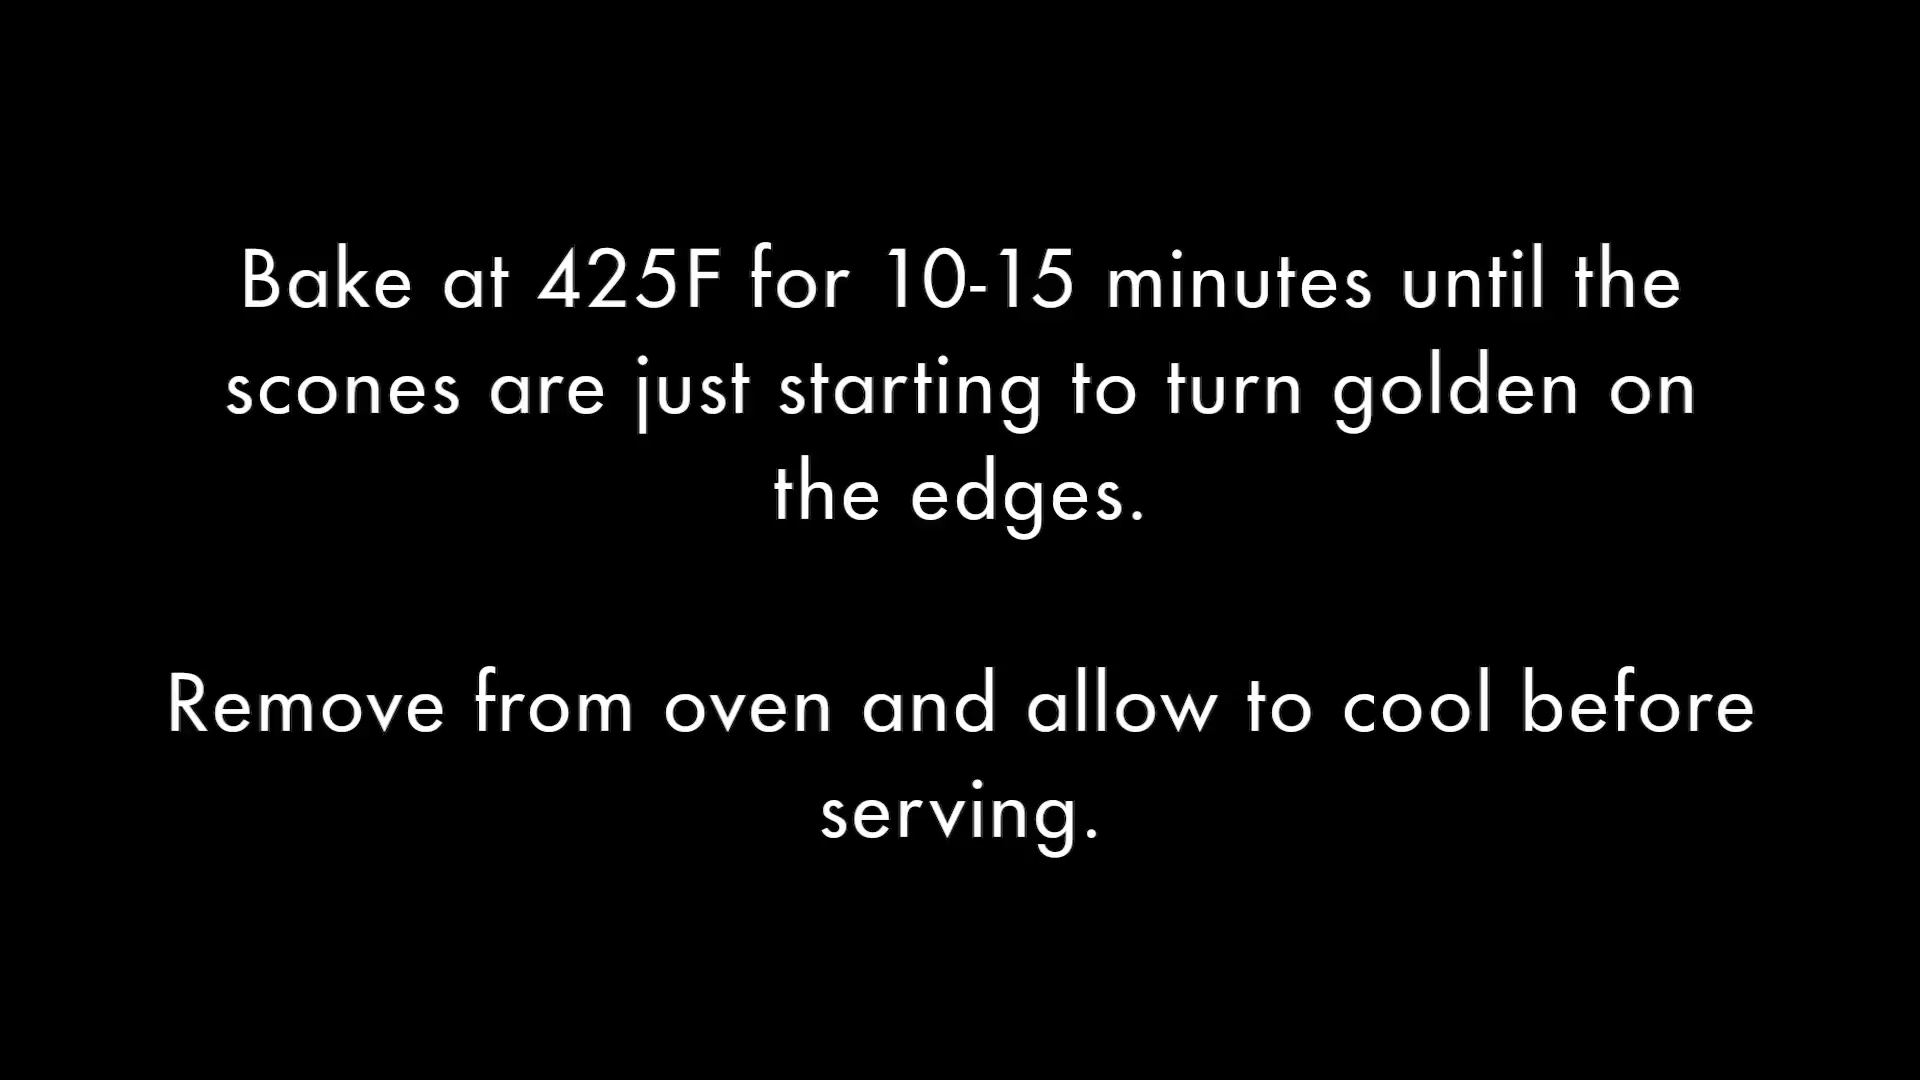 Bake at 425F for 10-15 minutes until the
scones are just starting to turn golden on
the edges.
Remove from oven and allow to cool before
serving.